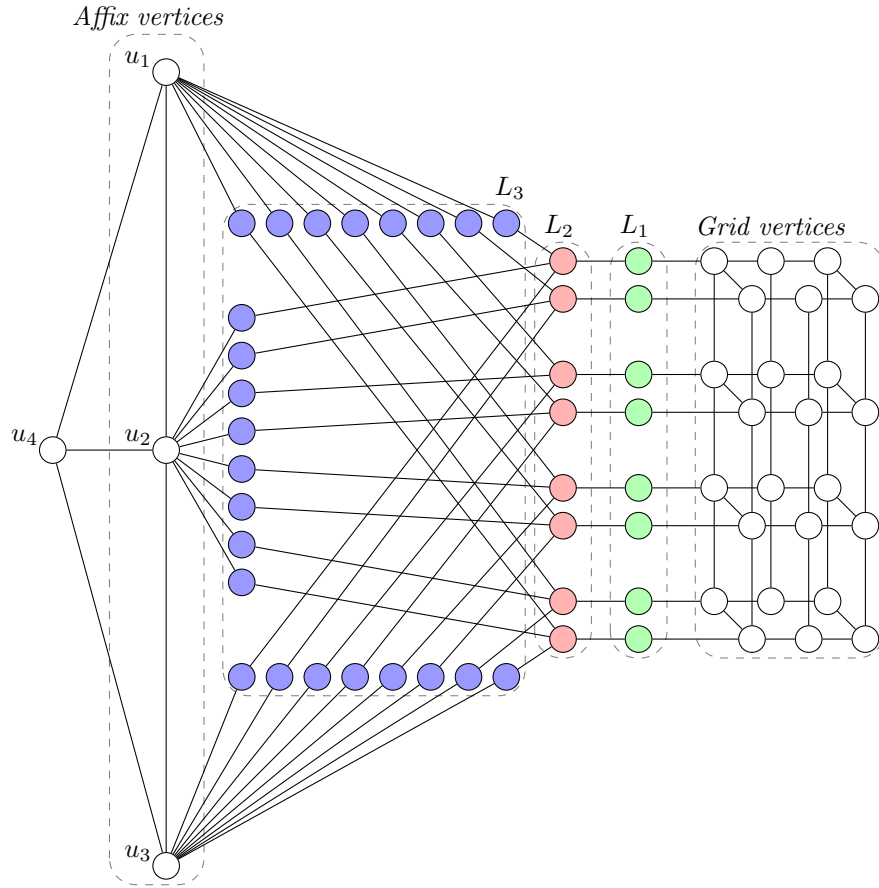 Affix vertices
u₁
L₃
L₂
L₁
Grid vertices
u₄
u₂
u₃